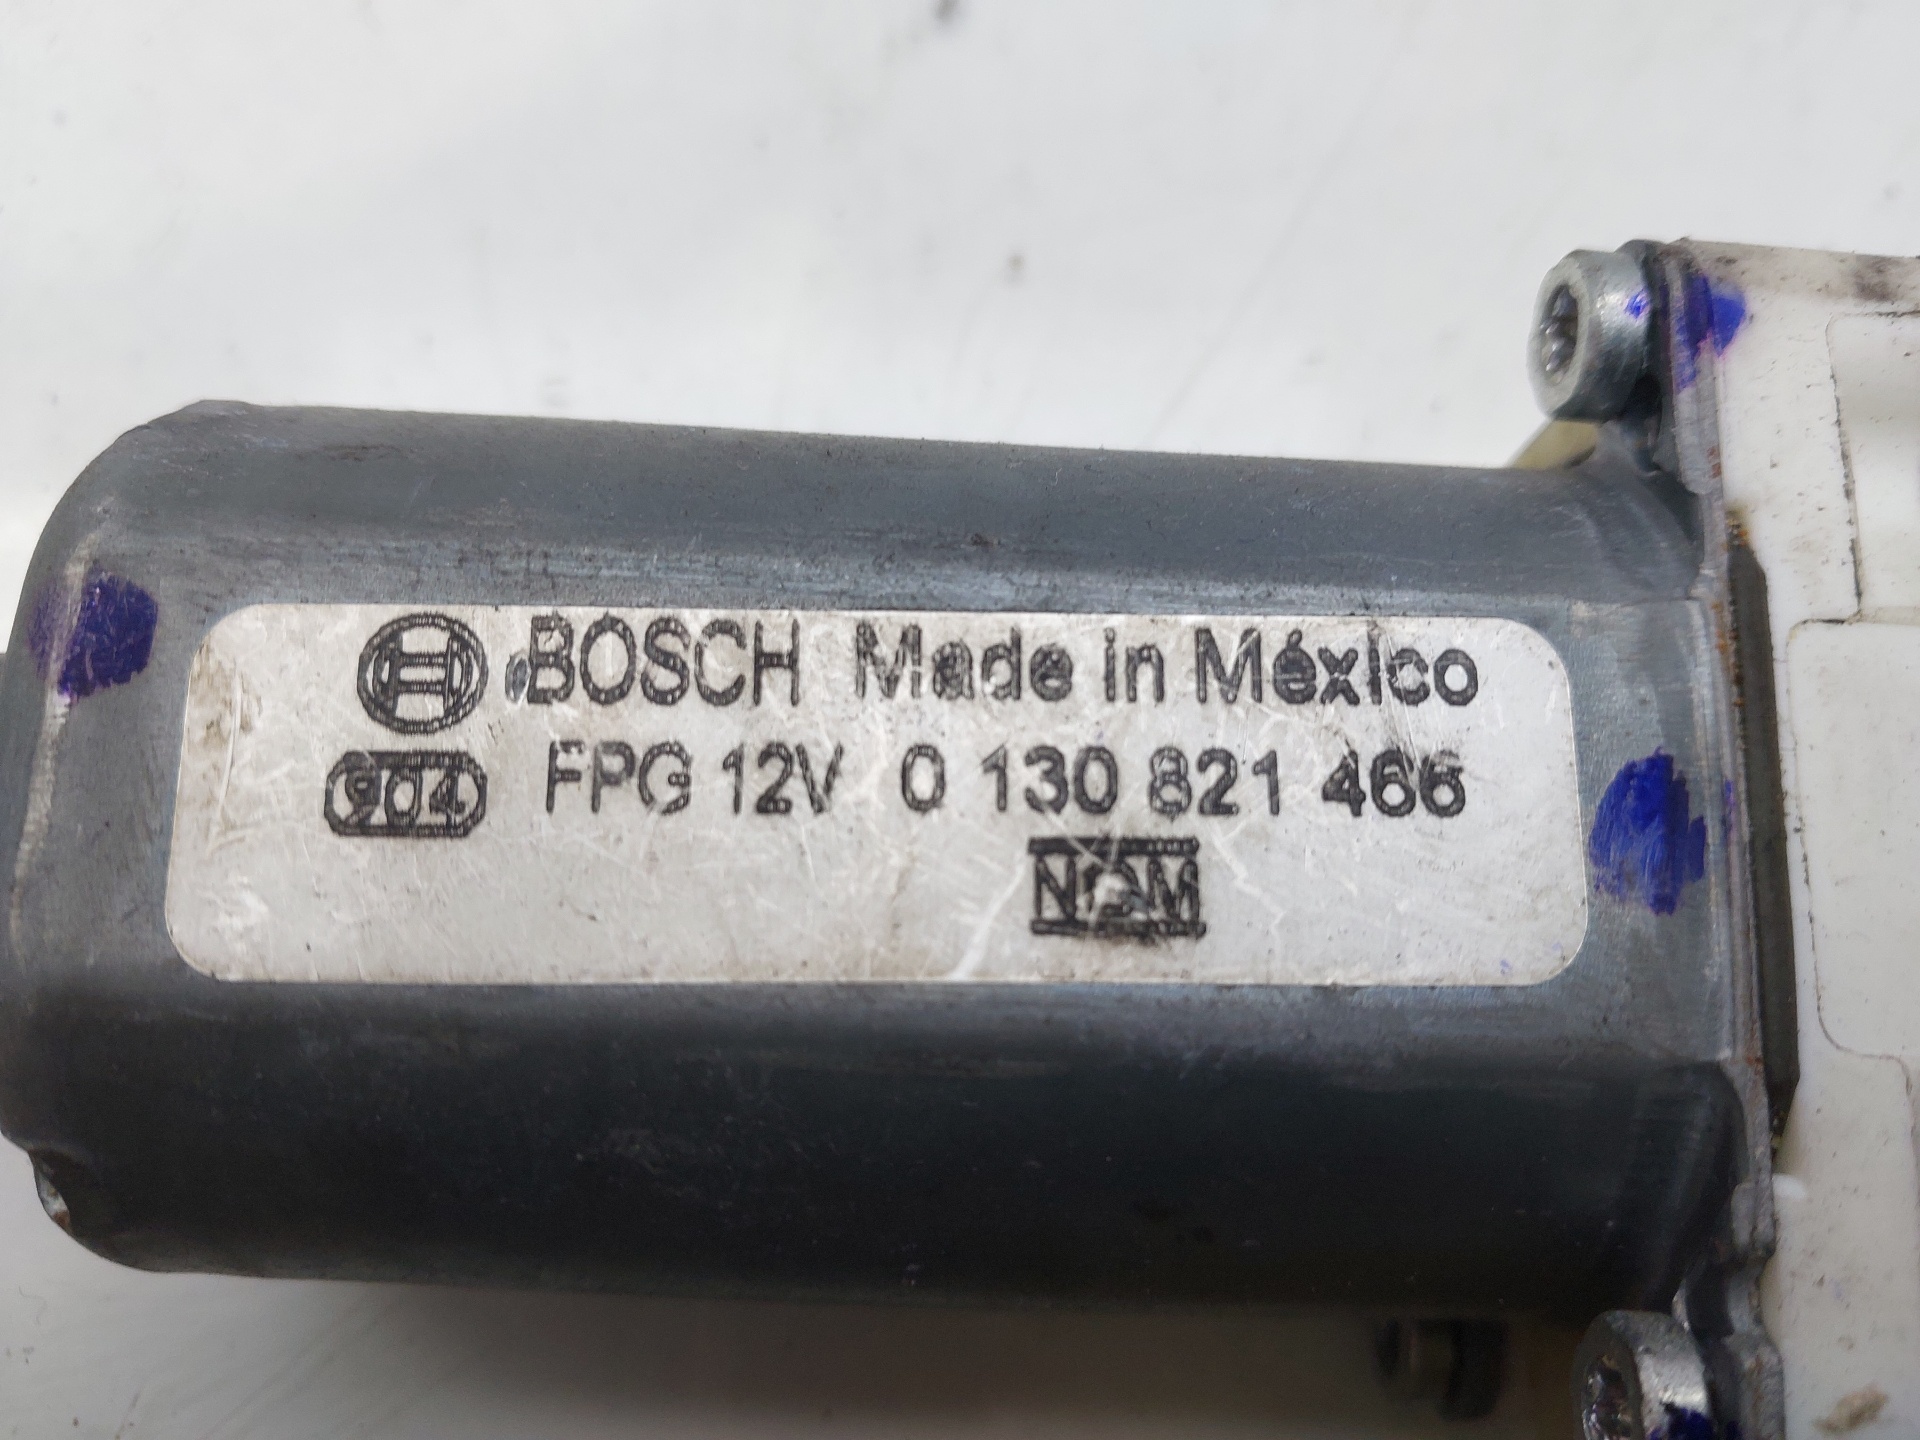 BOSCH Made in México
904 FPG 12V 0 130 821 466
NOM